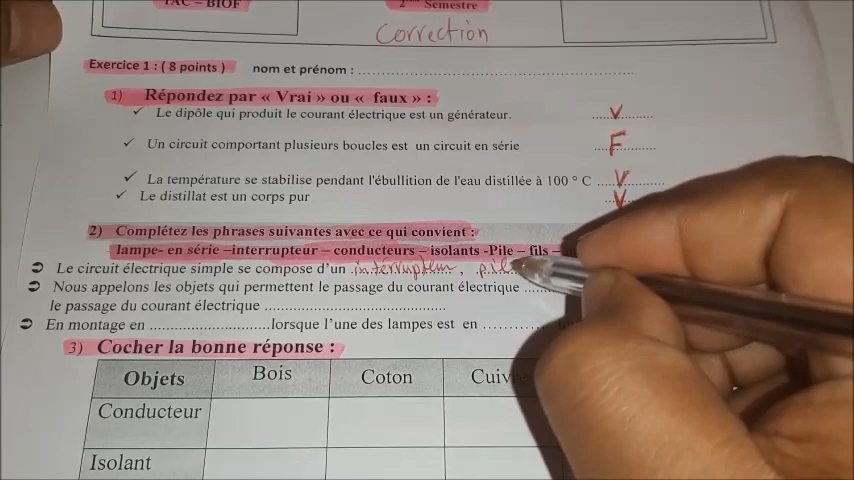 TAC – BIOF
Semestre
Correction
Exercice 1 : ( 8 points ) nom et prénom : ....................
1) Répondez par « Vrai » ou « faux » :
✓ Le dipôle qui produit le courant électrique est un générateur. V
✓ Un circuit comportant plusieurs boucles est un circuit en série F
✓ La température se stabilise pendant l'ébullition de l'eau distillée à 100 ° C V
✓ Le distillat est un corps pur V
2) Complétez les phrases suivantes avec ce qui convient :
lampe- en série –interrupteur – conducteurs – isolants -Pile – fils –
Le circuit électrique simple se compose d'un interrupteur, pile
Nous appelons les objets qui permettent le passage du courant électrique ........
le passage du courant électrique ....................
En montage en ....................lorsque l'une des lampes est en ............
3) Cocher la bonne réponse :
Objets Bois Coton
Conducteur
Isolant